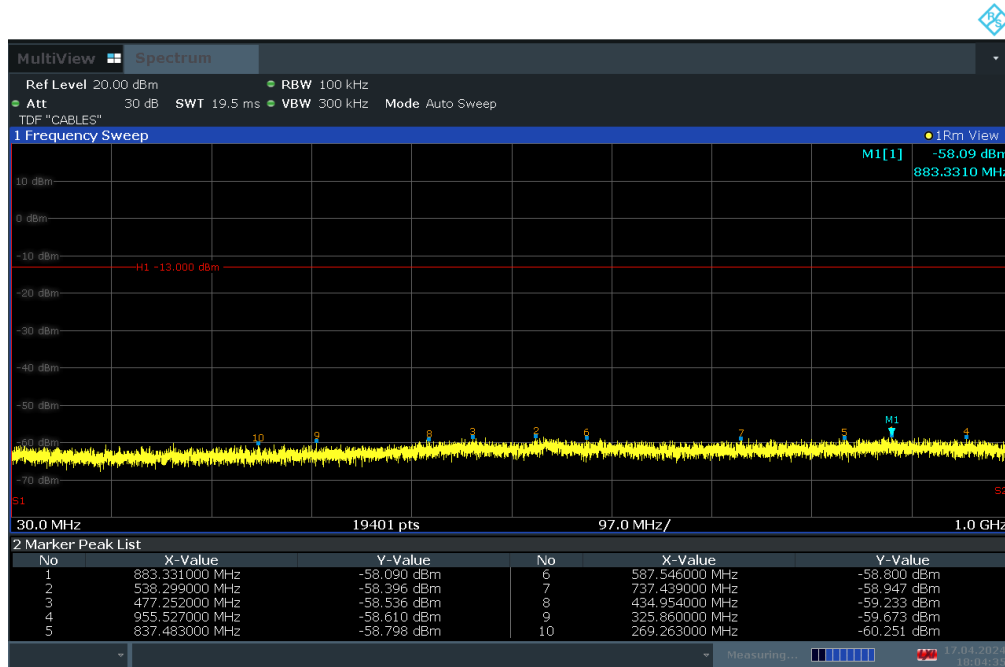 R&S
MultiView Spectrum
Ref Level 20.00 dBm RBW 100 kHz
Att 30 dB SWT 19.5 ms VBW 300 kHz Mode Auto Sweep
TDF "CABLES"
1 Frequency Sweep 1Rm View
M1[1] -58.09 dBm
883.3310 MHz
10 dBm
0 dBm
-10 dBm
H1 -13.000 dBm
-20 dBm
-30 dBm
-40 dBm
-50 dBm
M1
10 9 8 3 2 6 7 5 4
-60 dBm
-70 dBm
S1 S2
30.0 MHz 19401 pts 97.0 MHz/ 1.0 GHz
2 Marker Peak List
No X-Value Y-Value No X-Value Y-Value
1 883.331000 MHz -58.090 dBm 6 587.546000 MHz -58.800 dBm
2 538.299000 MHz -58.396 dBm 7 737.439000 MHz -58.947 dBm
3 477.252000 MHz -58.536 dBm 8 434.954000 MHz -59.233 dBm
4 955.527000 MHz -58.610 dBm 9 325.860000 MHz -59.673 dBm
5 837.483000 MHz -58.798 dBm 10 269.263000 MHz -60.251 dBm
Measuring... 17.04.2024